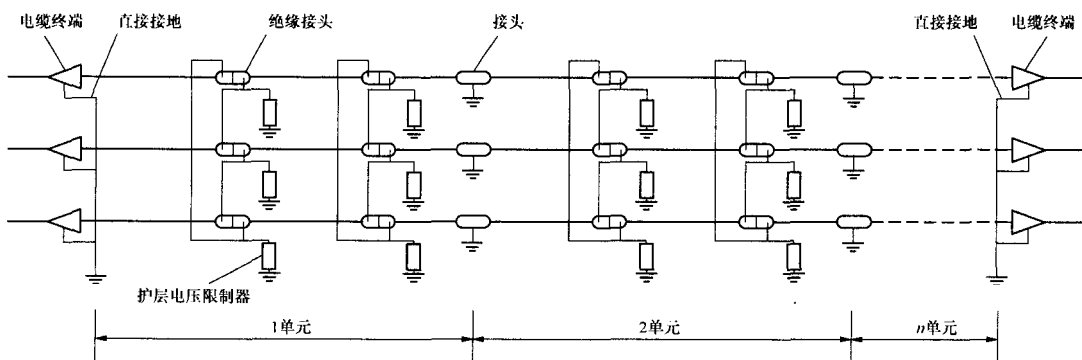 电缆终端
直接接地
绝缘接头
接头
直接接地
电缆终端
护层电压限制器
1单元
2单元
n单元